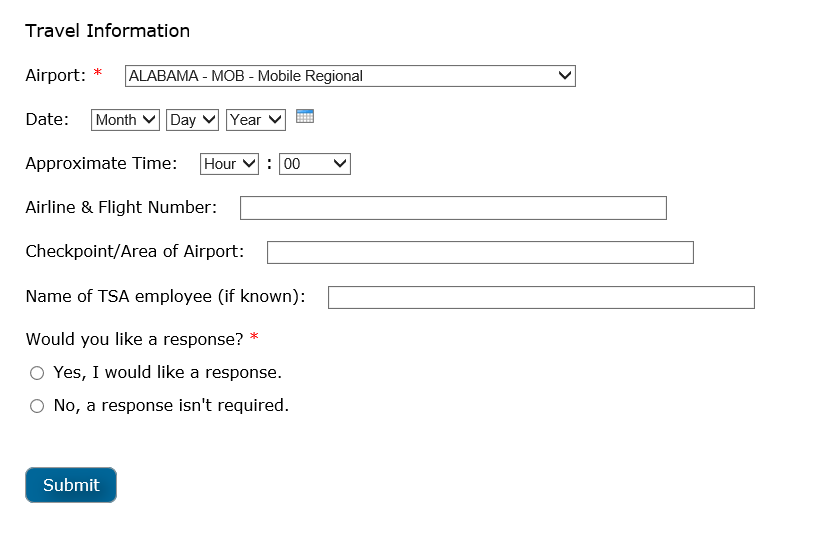 Travel Information
Airport: * ALABAMA - MOB - Mobile Regional
Date: Month Day Year
Approximate Time: Hour : 00
Airline & Flight Number:
Checkpoint/Area of Airport:
Name of TSA employee (if known):
Would you like a response? *
Yes, I would like a response.
No, a response isn't required.
Submit